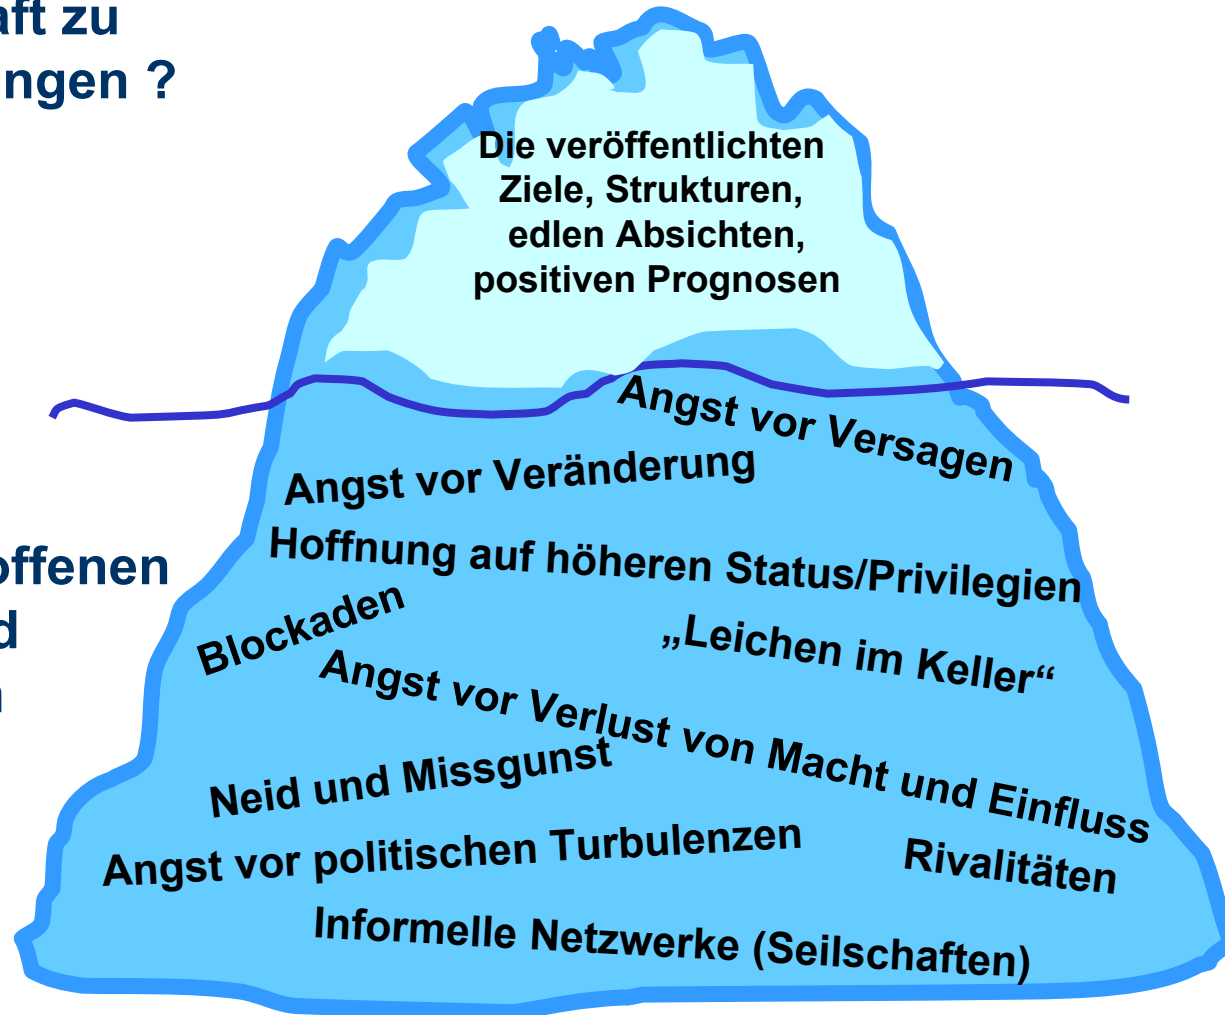 aft zu
ngen ?
Die veröffentlichten
Ziele, Strukturen,
edlen Absichten,
positiven Prognosen
Angst vor Versagen
Angst vor Veränderung
Hoffnung auf höheren Status/Privilegien
offenen
d
Blockaden
„Leichen im Keller“
Angst vor Verlust von Macht und Einfluss
Neid und Missgunst
Angst vor politischen Turbulenzen
Rivalitäten
Informelle Netzwerke (Seilschaften)